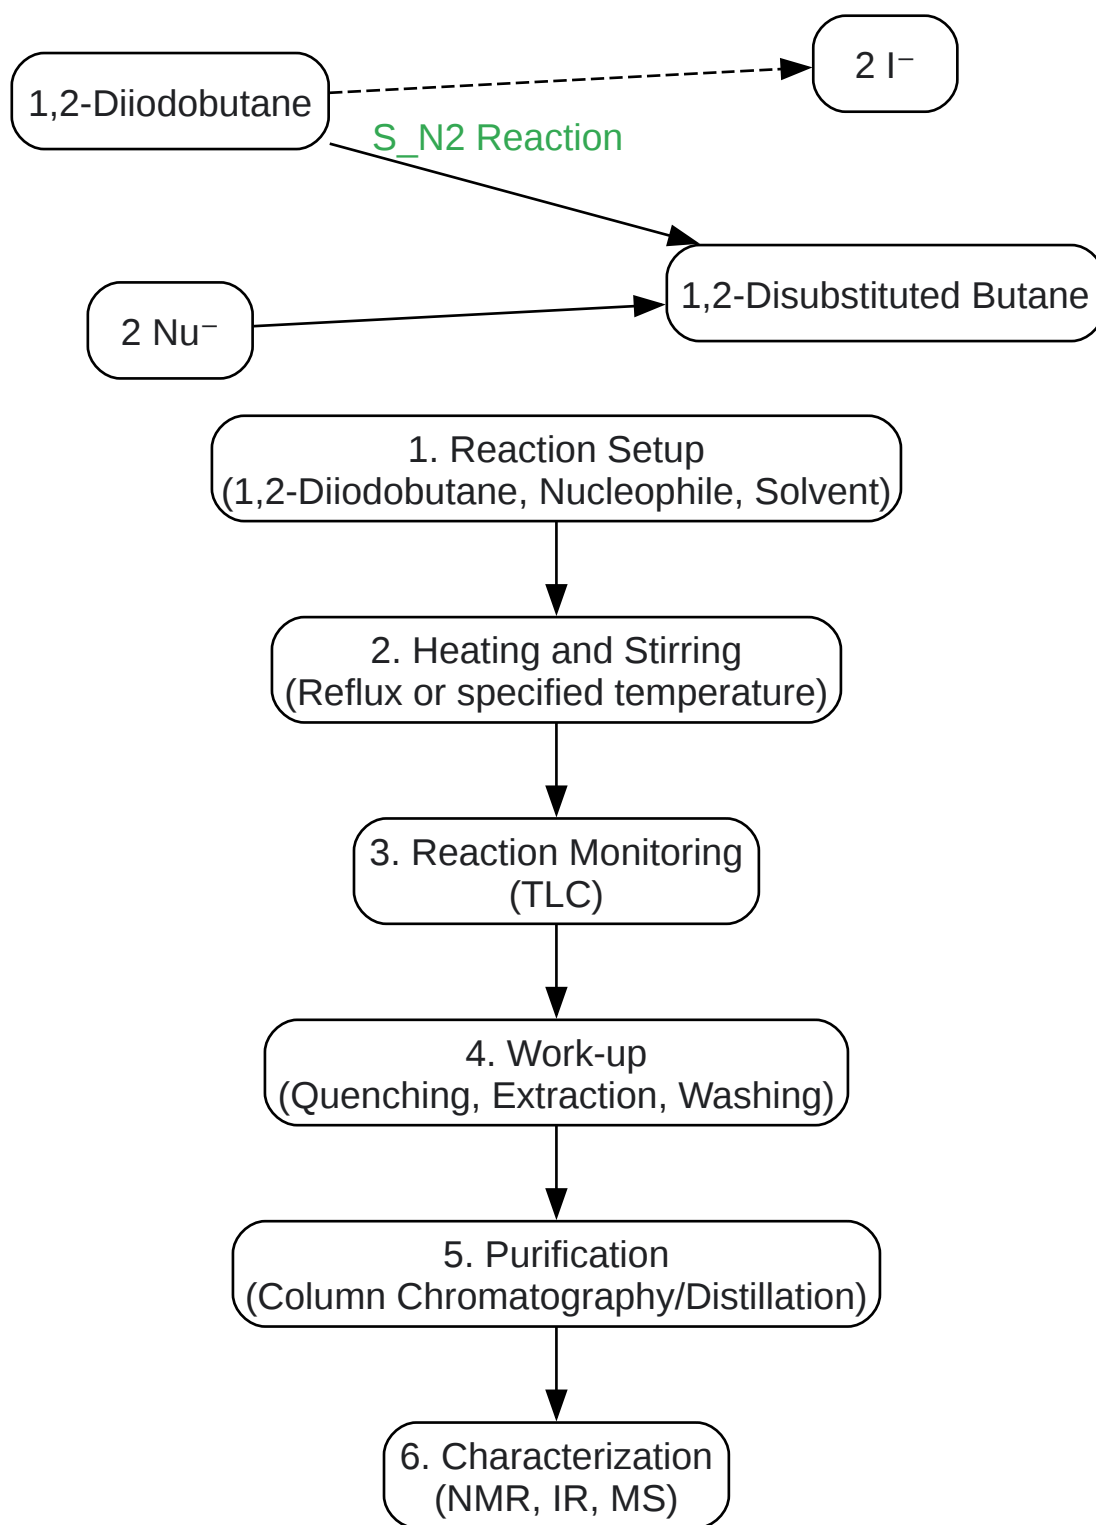 2 I⁻
1,2-Diiodobutane
S_N2 Reaction
1,2-Disubstituted Butane
2 Nu⁻
1. Reaction Setup
(1,2-Diiodobutane, Nucleophile, Solvent)
2. Heating and Stirring
(Reflux or specified temperature)
3. Reaction Monitoring
(TLC)
4. Work-up
(Quenching, Extraction, Washing)
5. Purification
(Column Chromatography/Distillation)
6. Characterization
(NMR, IR, MS)